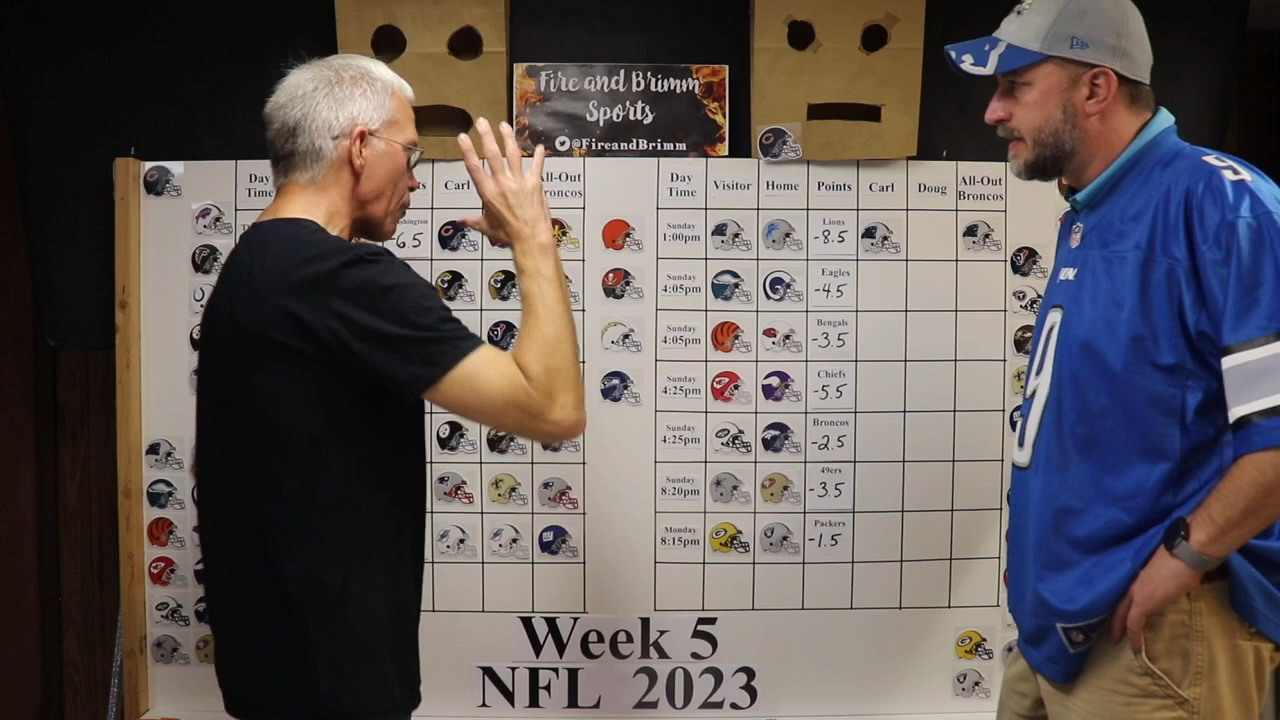 Fire and Brimm
Sports
@FireandBrimm
Day
Time
Carl
All-Out
Broncos
-6.5
Day Time Visitor Home Points Carl Doug All-Out Broncos
Sunday 1:00pm Lions -8.5
Sunday 4:05pm Eagles -4.5
Sunday 4:05pm Bengals -3.5
Sunday 4:25pm Chiefs -5.5
Sunday 4:25pm Broncos -2.5
Sunday 8:20pm 49ers -3.5
Monday 8:15pm Packers -1.5
Week 5
NFL 2023
9